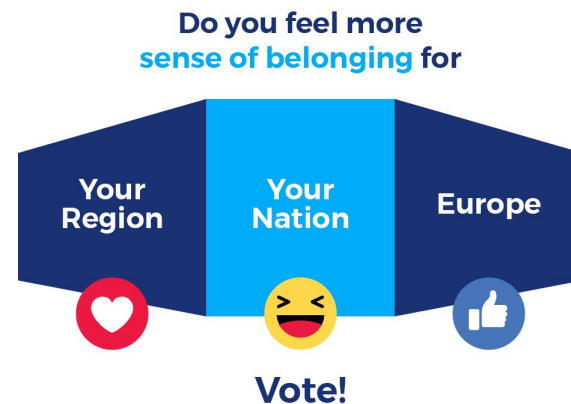 Do you feel more
sense of belonging for
Your
Region
Your
Nation
Europe
Vote!